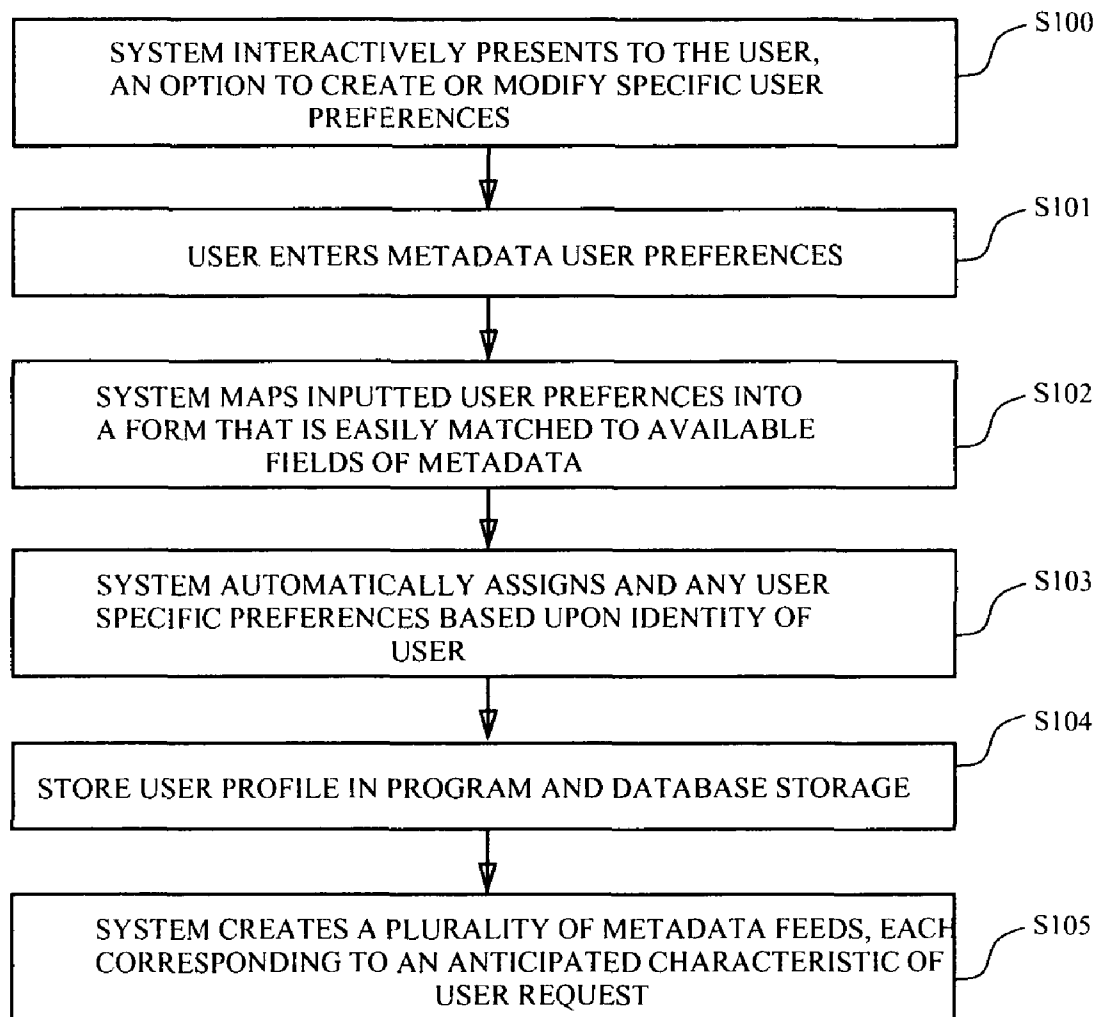 S100
SYSTEM INTERACTIVELY PRESENTS TO THE USER,
AN OPTION TO CREATE OR MODIFY SPECIFIC USER
PREFERENCES
S101
USER ENTERS METADATA USER PREFERENCES
S102
SYSTEM MAPS INPUTTED USER PREFERNCES INTO
A FORM THAT IS EASILY MATCHED TO AVAILABLE
FIELDS OF METADATA
S103
SYSTEM AUTOMATICALLY ASSIGNS AND ANY USER
SPECIFIC PREFERENCES BASED UPON IDENTITY OF
USER
S104
STORE USER PROFILE IN PROGRAM AND DATABASE STORAGE
S105
SYSTEM CREATES A PLURALITY OF METADATA FEEDS, EACH
CORRESPONDING TO AN ANTICIPATED CHARACTERISTIC OF
USER REQUEST